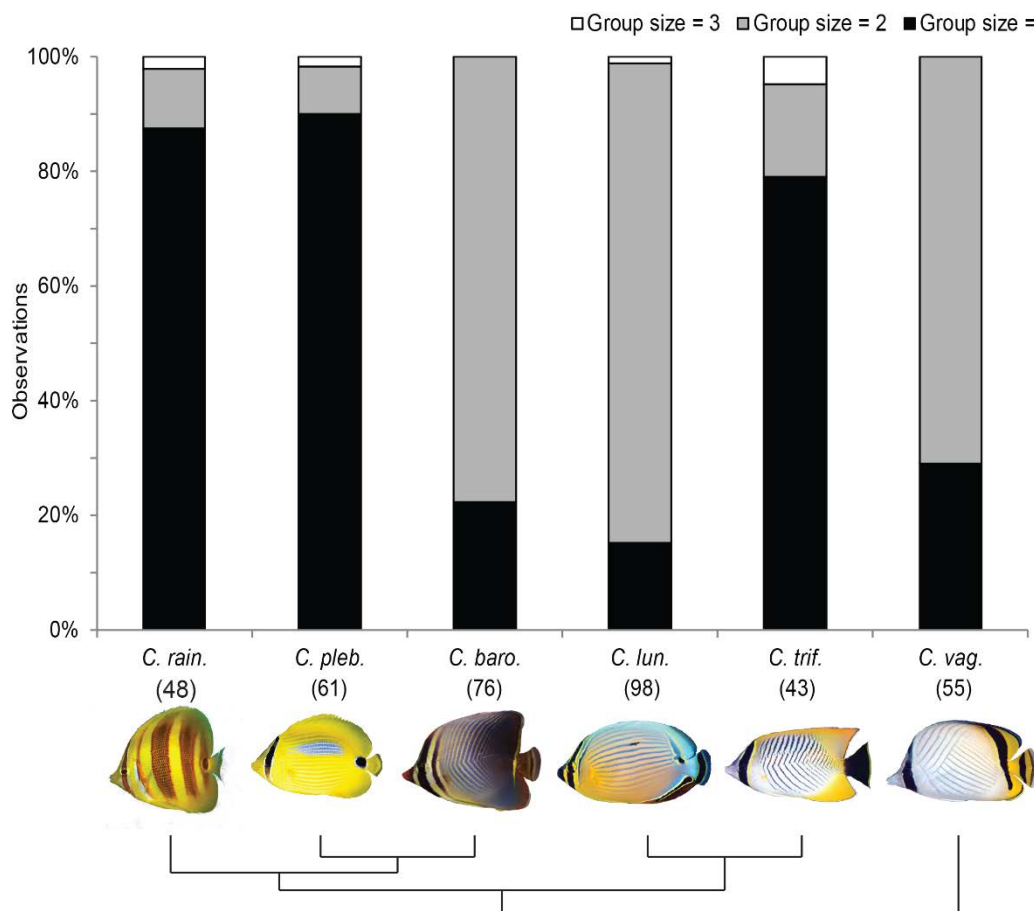 Group size = 3 Group size = 2 Group size =
100%
80%
60%
40%
20%
0%
Observations
C. rain. C. pleb. C. baro. C. lun. C. trif. C. vag.
(48) (61) (76) (98) (43) (55)